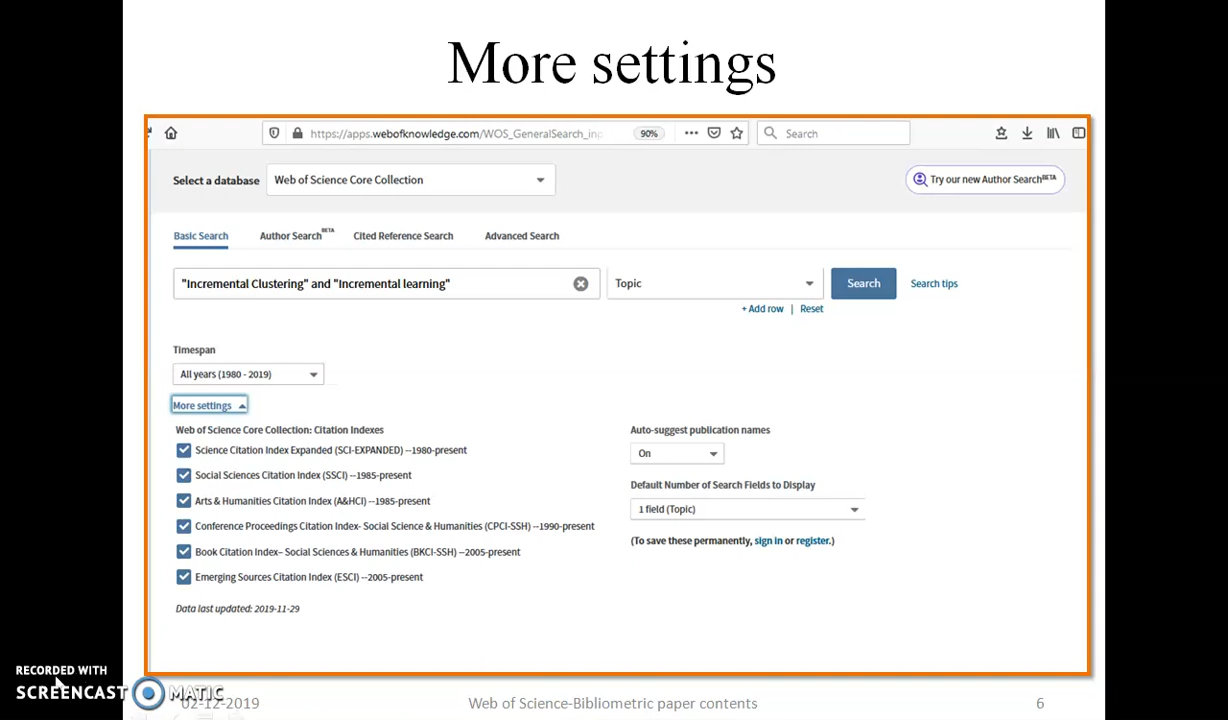 More settings
https://apps.webofknowledge.com/WOS_GeneralSearch_inp 90% ••• Search
Select a database Web of Science Core Collection Try our new Author SearchBETA
Basic Search Author SearchBETA Cited Reference Search Advanced Search
"Incremental Clustering" and "Incremental learning" Topic Search Search tips
+ Add row | Reset
Timespan
All years (1980 - 2019)
More settings
Web of Science Core Collection: Citation Indexes Auto-suggest publication names
Science Citation Index Expanded (SCI-EXPANDED) --1980-present On
Social Sciences Citation Index (SSCI) --1985-present Default Number of Search Fields to Display
Arts & Humanities Citation Index (A&HCI) --1985-present 1 field (Topic)
Conference Proceedings Citation Index- Social Science & Humanities (CPCI-SSH) --1990-present
Book Citation Index– Social Sciences & Humanities (BKCI-SSH) --2005-present (To save these permanently, sign in or register.)
Emerging Sources Citation Index (ESCI) --2005-present
Data last updated: 2019-11-29
RECORDED WITH
SCREENCAST MATIC
02-12-2019 Web of Science-Bibliometric paper contents 6